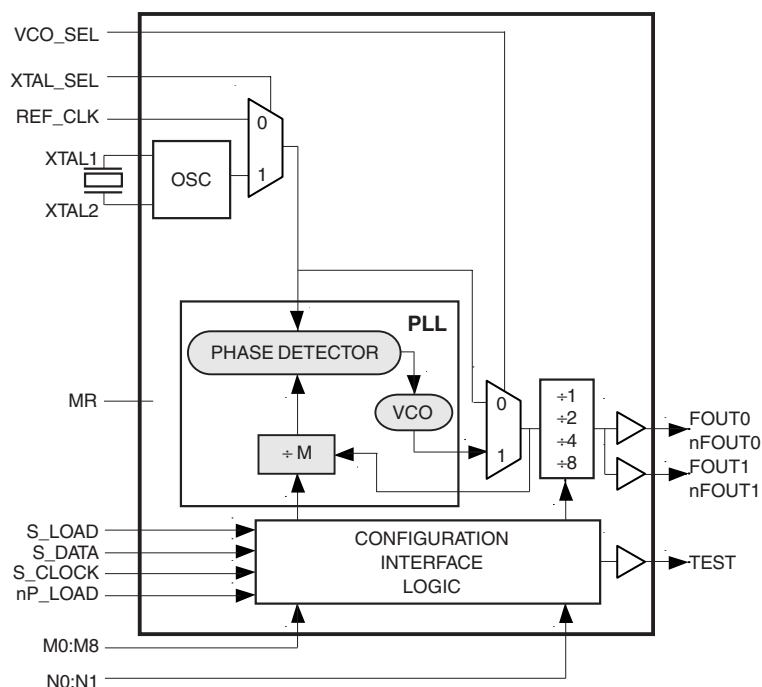 VCO_SEL
XTAL_SEL
REF_CLK
0
XTAL1
OSC
1
XTAL2
PLL
PHASE DETECTOR
MR
VCO
0
1
÷ M
÷1
÷2
÷4
÷8
FOUT0
nFOUT0
FOUT1
nFOUT1
S_LOAD
S_DATA
S_CLOCK
nP_LOAD
CONFIGURATION
INTERFACE
LOGIC
TEST
M0:M8
N0:N1